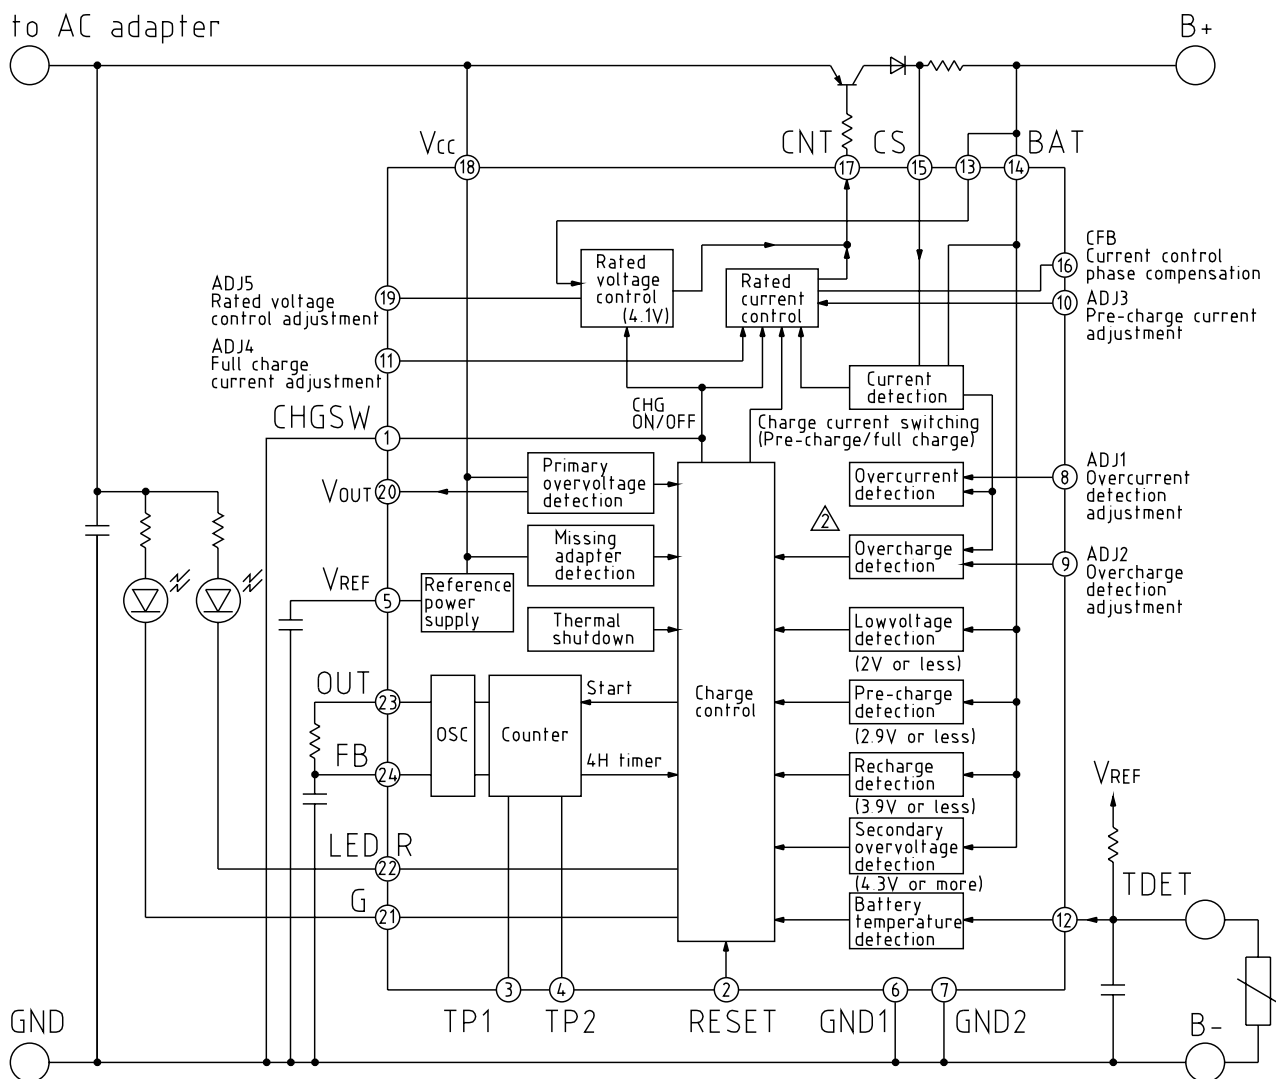 to AC adapter
B+
VCC
CNT
CS
BAT
18
17
15
13
14
CFB
Current control
phase compensation
16
ADJ3
Pre-charge current
adjustment
10
ADJ5
Rated voltage
control adjustment
19
ADJ4
Full charge
current adjustment
11
Rated
voltage
control
(4.1V)
Rated
current
control
Current
detection
CHG
ON/OFF
Charge current switching
(Pre-charge/full charge)
CHGSW
1
VOUT
20
Primary
overvoltage
detection
Missing
adapter
detection
Thermal
shutdown
VREF
5
Reference
power
supply
Overcurrent
detection
8
ADJ1
Overcurrent
detection
adjustment
2
Overcharge
detection
9
ADJ2
Overcharge
detection
adjustment
Lowvoltage
detection
(2V or less)
Pre-charge
detection
(2.9V or less)
Recharge
detection
(3.9V or less)
Secondary
overvoltage
detection
(4.3V or more)
Battery
temperature
detection
Charge
control
OUT
23
FB
24
OSC
Counter
Start
4H timer
LED R
22
G
21
VREF
TDET
12
3
4
2
6
7
TP1
TP2
RESET
GND1
GND2
GND
B-